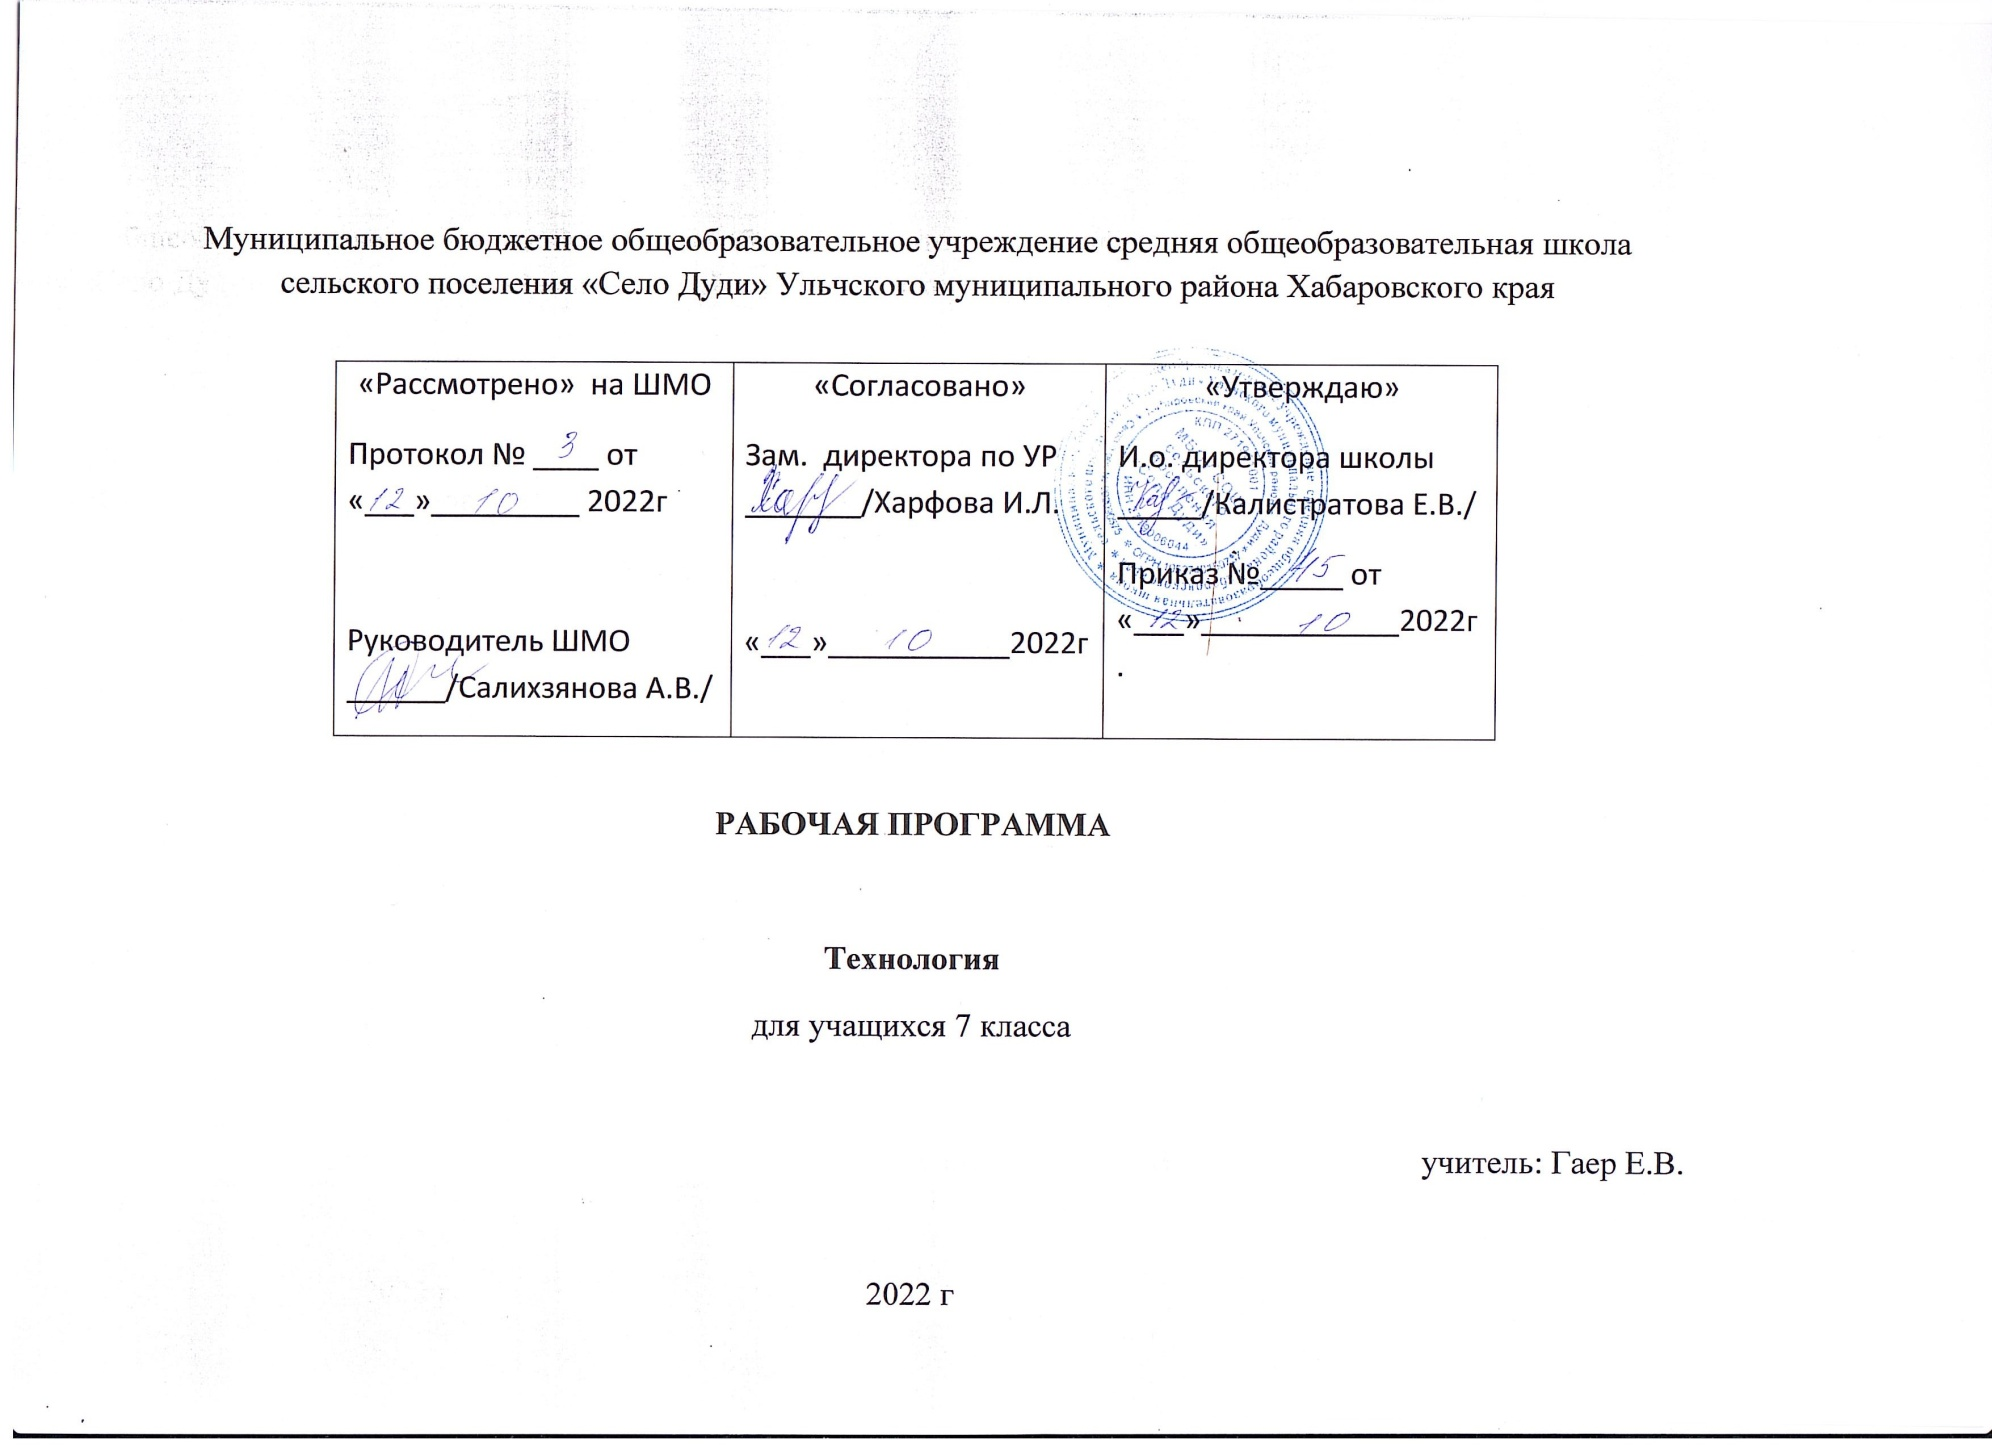 Муниципальное бюджетное общеобразовательное учреждение средняя общеобразовательная школа
сельского поселения «Село Дуди» Ульчского муниципального района Хабаровского края
«Рассмотрено» на ШМО
Протокол № 3 от
«12» 10 2022г
Руководитель ШМО
/Салихзянова А.В./
«Согласовано»
Зам. директора по УР
/Харфова И.Л.
«12» 10 2022г
«Утверждаю»
И.о. директора школы
/Калистратова Е.В./
Приказ № от
«12» 10 2022г
.
РАБОЧАЯ ПРОГРАММА
Технология
для учащихся 7 класса
учитель: Гаер Е.В.
2022 г